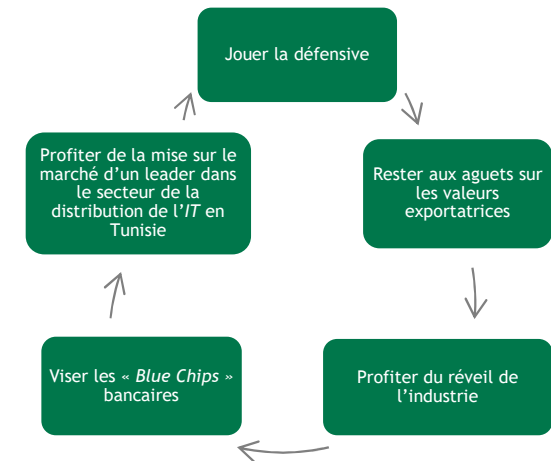 Jouer la défensive
Rester aux aguets sur
les valeurs
exportatrices
Profiter du réveil de
l’industrie
Viser les « Blue Chips »
bancaires
Profiter de la mise sur le
marché d’un leader dans
le secteur de la
distribution de l’IT en
Tunisie